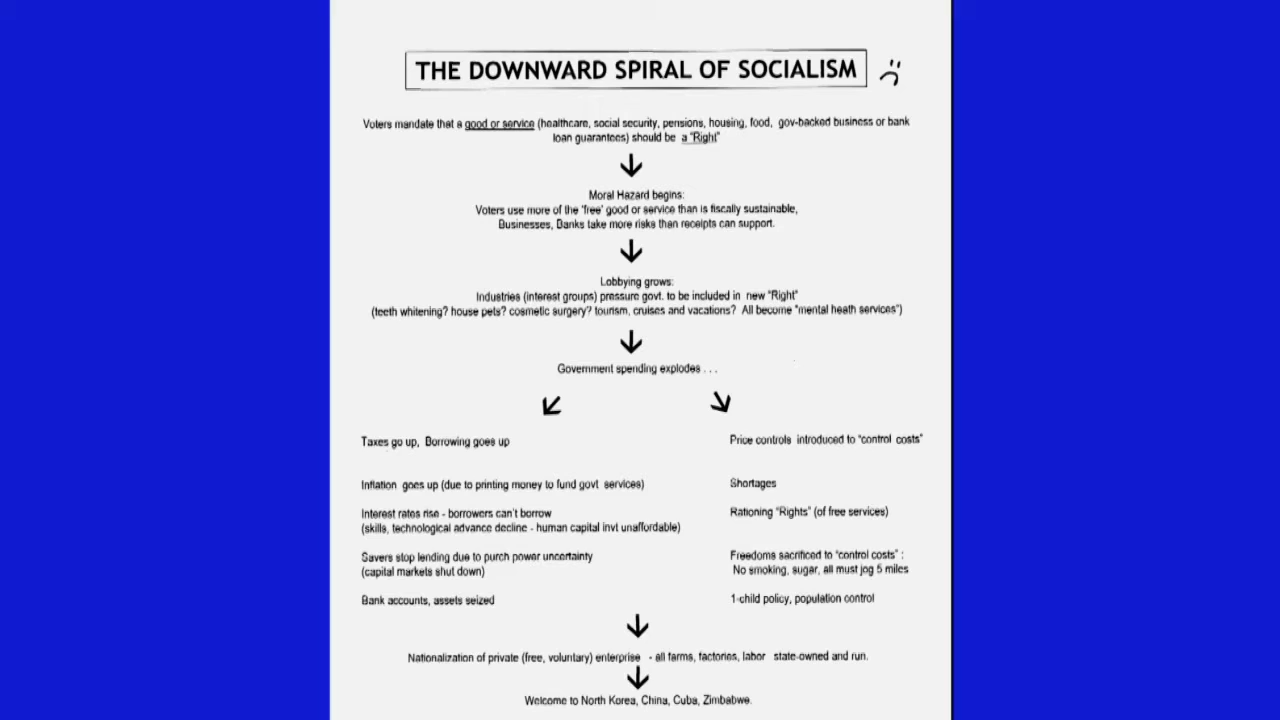 THE DOWNWARD SPIRAL OF SOCIALISM
Voters mandate that a good or service (healthcare, social security, pensions, housing, food, gov-backed business or bank
loan guarantees) should be a "Right"
Moral Hazard begins:
Voters use more of the 'free' good or service than is fiscally sustainable,
Businesses, Banks take more risks than receipts can support.
Lobbying grows:
Industries (interest groups) pressure govt. to be included in new "Right"
(teeth whitening? house pets? cosmetic surgery? tourism, cruises and vacations? All become "mental heath services")
Government spending explodes . . .
Taxes go up, Borrowing goes up
Inflation goes up (due to printing money to fund govt services)
Interest rates rise - borrowers can't borrow
(skills, technological advance decline - human capital invt unaffordable)
Savers stop lending due to purch power uncertainty
(capital markets shut down)
Bank accounts, assets seized
Price controls introduced to "control costs"
Shortages
Rationing "Rights" (of free services)
Freedoms sacrificed to "control costs" :
No smoking, sugar, all must jog 5 miles
1-child policy, population control
Nationalization of private (free, voluntary) enterprise - all farms, factories, labor state-owned and run.
Welcome to North Korea, China, Cuba, Zimbabwe.